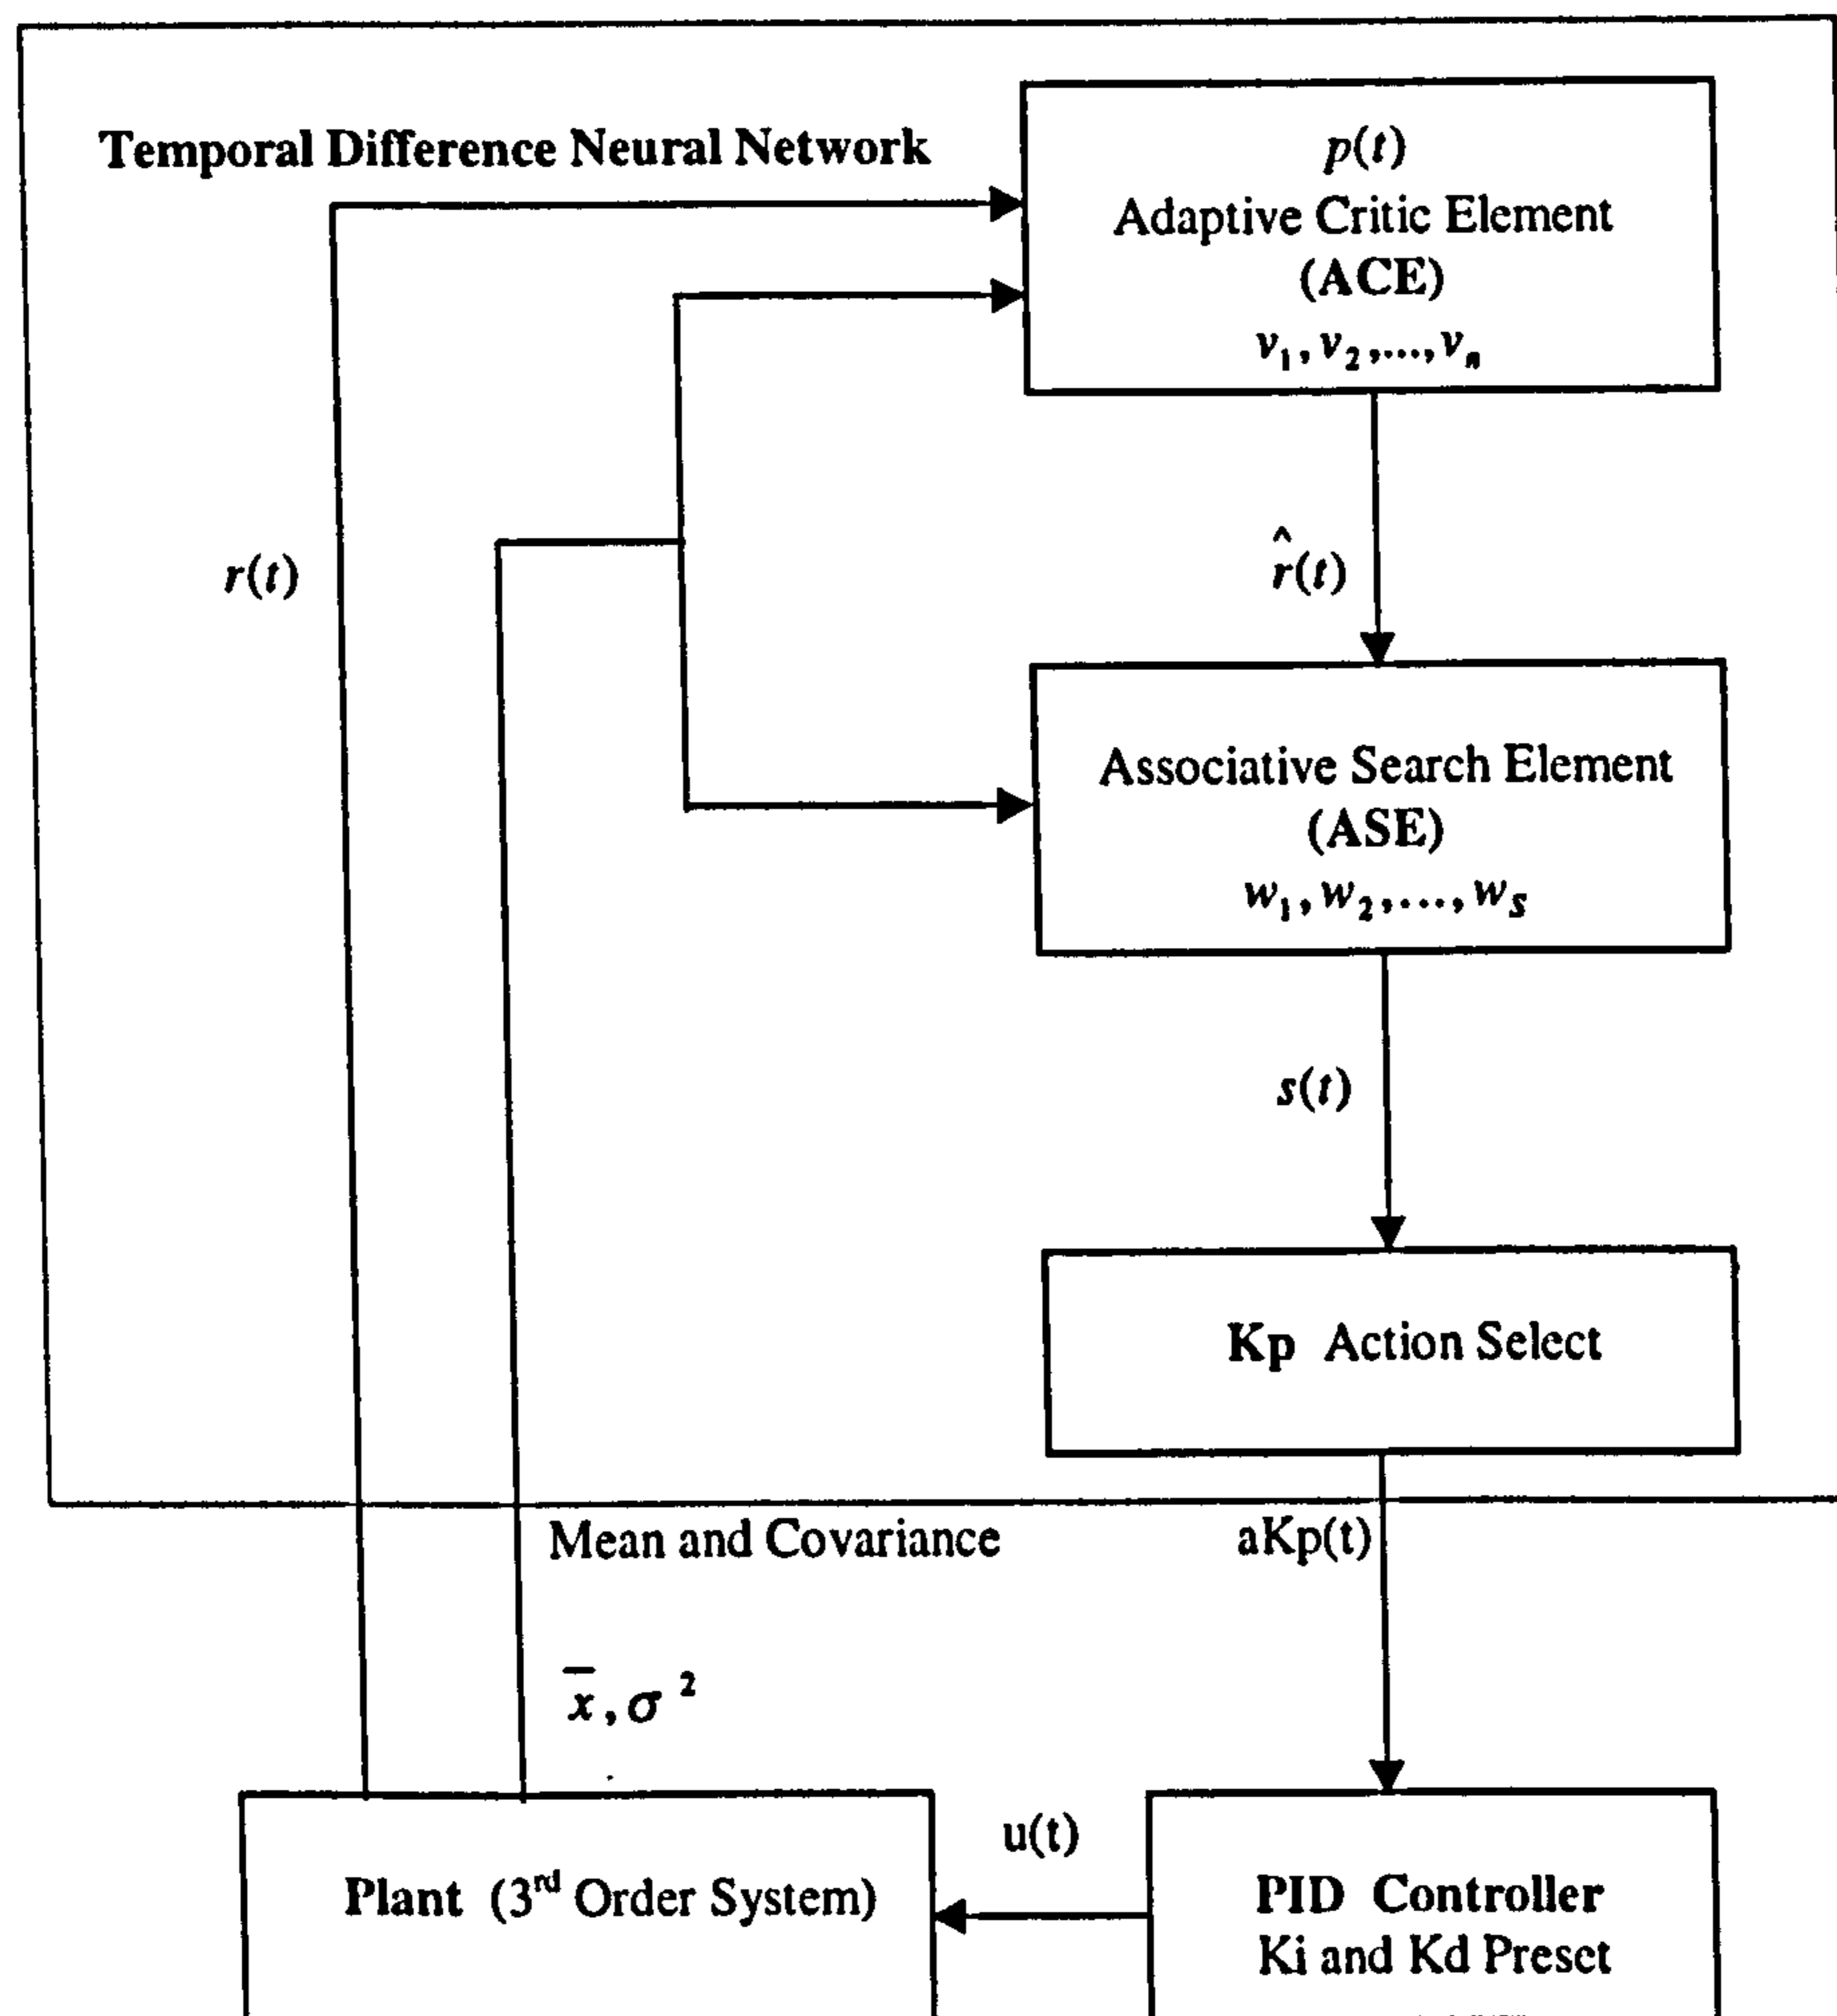 Temporal Difference Neural Network
p(t)
Adaptive Critic Element
(ACE)
v₁, v₂,..., vₙ
r(t)
r̂(t)
Associative Search Element
(ASE)
w₁, w₂,..., w_S
s(t)
Kp Action Select
Mean and Covariance
aKp(t)
x̄, σ²
u(t)
Plant (3rd Order System)
PID Controller
Ki and Kd Preset